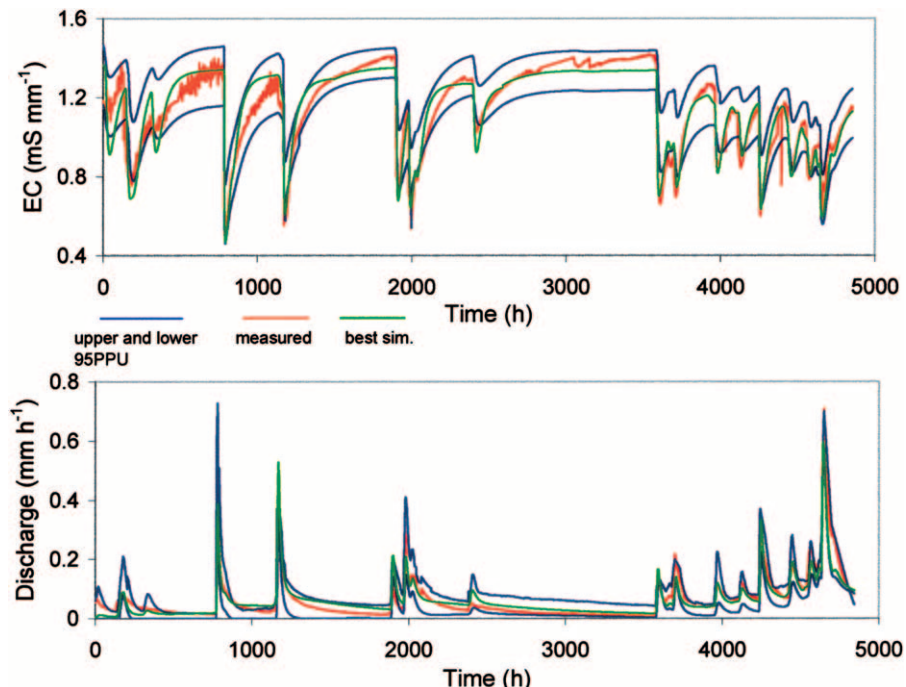 1.6
1.2
0.8
0.4
EC (mS mm⁻¹)
0 1000 2000 3000 4000 5000
Time (h)
upper and lower
95PPU
measured
best sim.
0.8
0.6
0.4
0.2
0
Discharge (mm h⁻¹)
0 1000 2000 3000 4000 5000
Time (h)